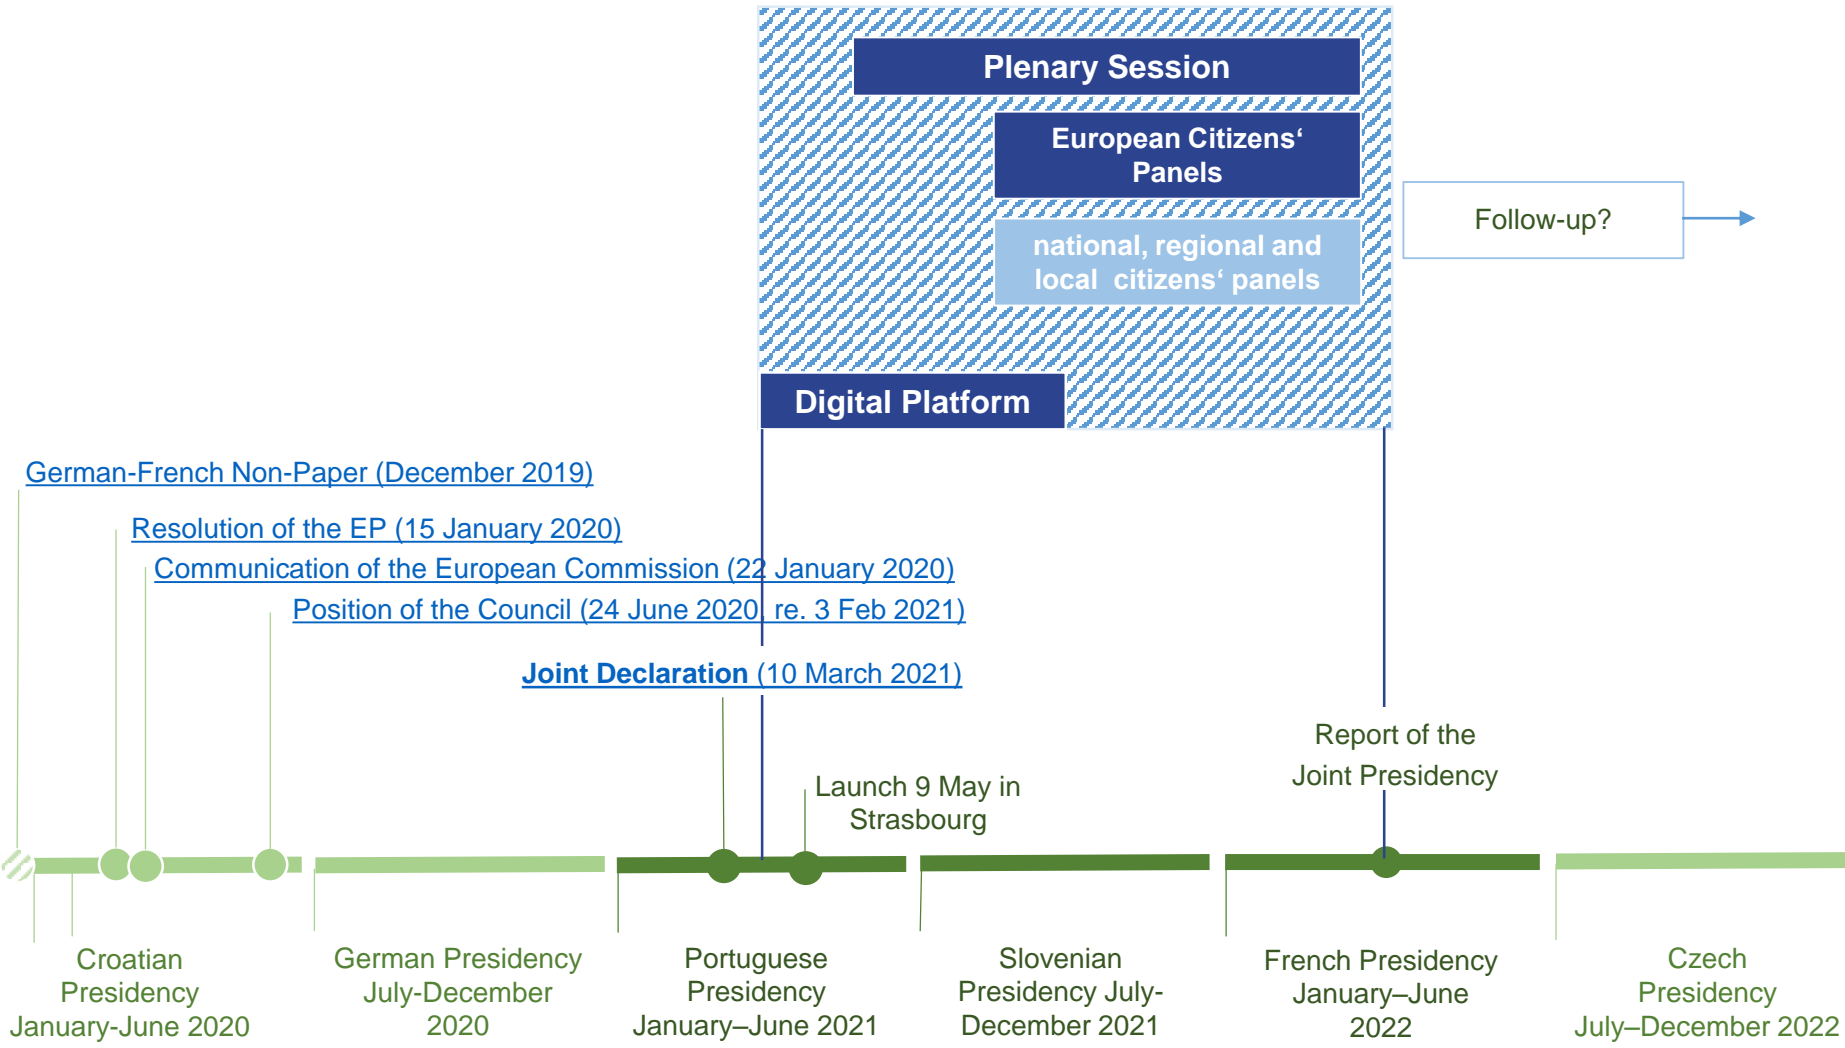 Plenary Session
European Citizens‘
Panels
national, regional and
local citizens‘ panels
Follow-up?
Digital Platform
German-French Non-Paper (December 2019)
Resolution of the EP (15 January 2020)
Communication of the European Commission (22 January 2020)
Position of the Council (24 June 2020, re. 3 Feb 2021)
Joint Declaration (10 March 2021)
Report of the
Joint Presidency
Launch 9 May in
Strasbourg
Croatian
Presidency
January-June 2020
German Presidency
July-December
2020
Portuguese
Presidency
January–June 2021
Slovenian
Presidency July-
December 2021
French Presidency
January–June
2022
Czech
Presidency
July–December 2022